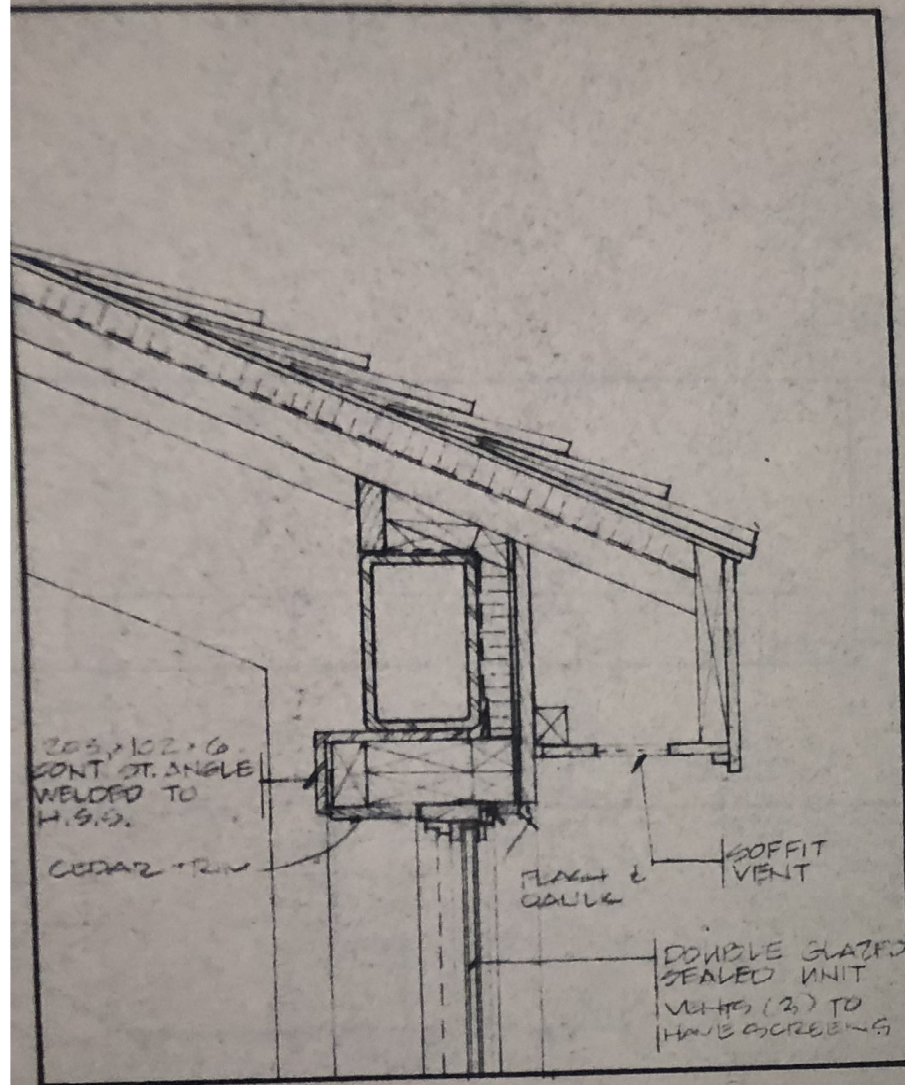 203 x 102 x 6
CONT. ST. ANGLE
WELDED TO
H.S.S.
CEDAR TRIM
FLASH &
CAULK
SOFFIT
VENT
DOUBLE GLAZED
SEALED UNIT
VENTS (3) TO
HAVE SCREENS